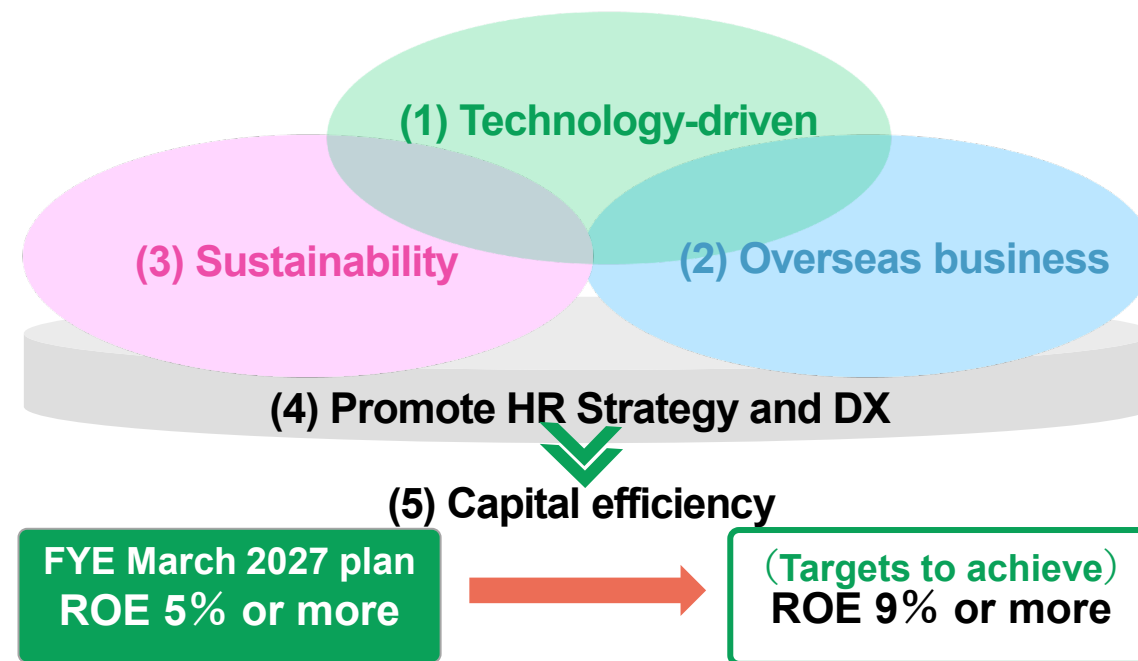 (1) Technology-driven
(3) Sustainability
(2) Overseas business
(4) Promote HR Strategy and DX
(5) Capital efficiency
FYE March 2027 plan
ROE 5% or more
（Targets to achieve）
ROE 9% or more